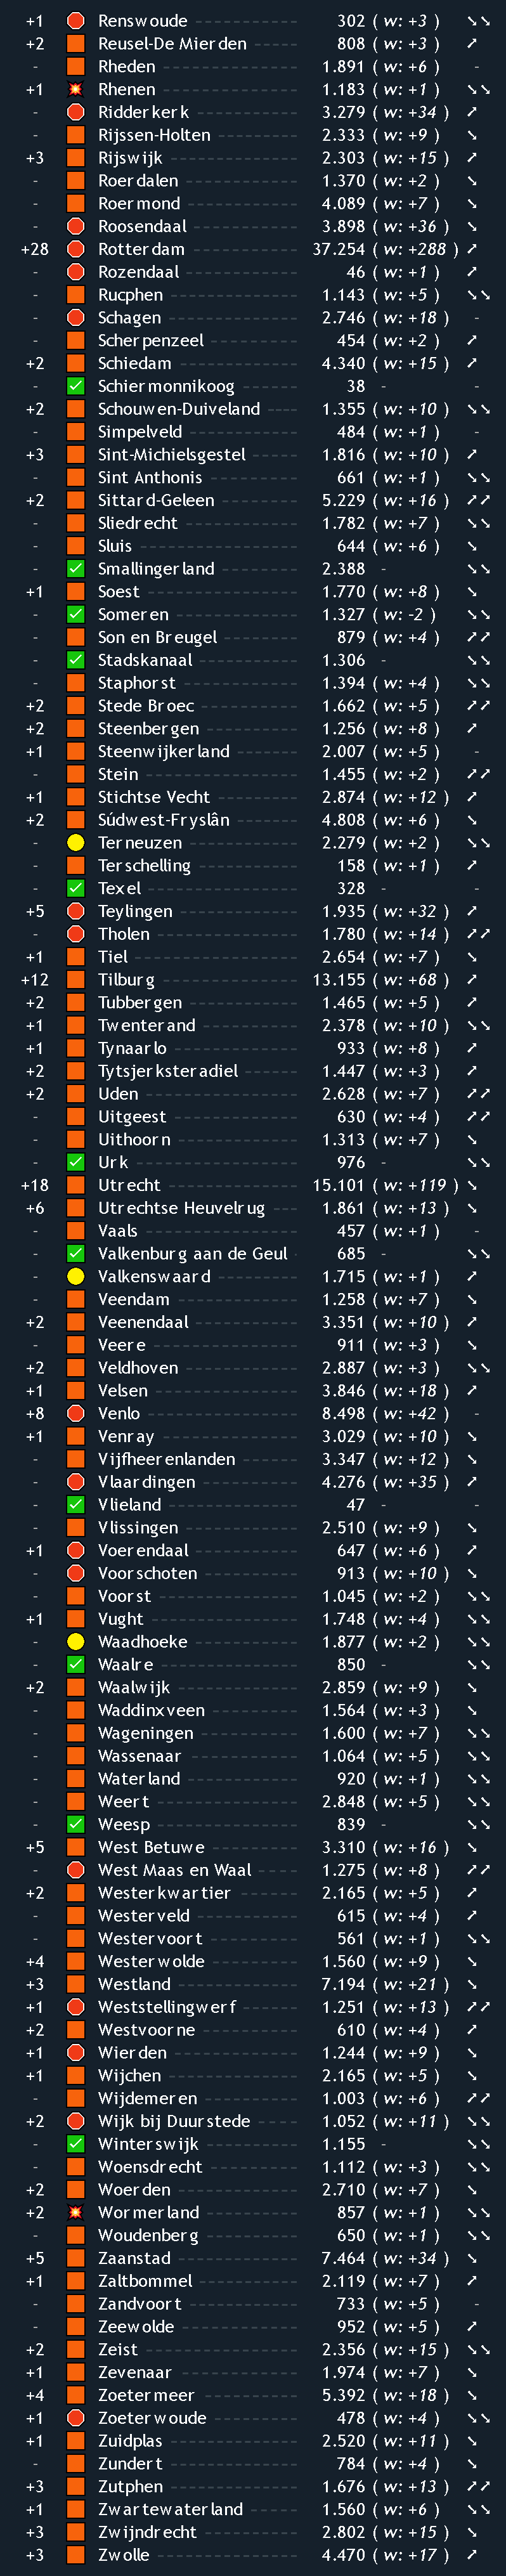 +1 Renswoude 302 ( w: +3 ) ↘↘
+2 Reusel-De Mierden 808 ( w: +3 ) ↗
- Rheden 1.891 ( w: +6 ) -
+1 Rhenen 1.183 ( w: +1 ) ↘↘
- Ridderkerk 3.279 ( w: +34 ) ↗
- Rijssen-Holten 2.333 ( w: +9 ) ↘
+3 Rijswijk 2.303 ( w: +15 ) ↗
- Roerdalen 1.370 ( w: +2 ) ↘
- Roermond 4.089 ( w: +7 ) ↘
- Roosendaal 3.898 ( w: +36 ) ↘
+28 Rotterdam 37.254 ( w: +288 ) ↗
- Rozendaal 46 ( w: +1 ) ↗
- Rucphen 1.143 ( w: +5 ) ↘↘
- Schagen 2.746 ( w: +18 ) -
- Scherpenzeel 454 ( w: +2 ) ↗
+2 Schiedam 4.340 ( w: +15 ) ↗
- Schiermonnikoog 38 - -
+2 Schouwen-Duiveland 1.355 ( w: +10 ) ↘↘
- Simpelveld 484 ( w: +1 ) -
+3 Sint-Michielsgestel 1.816 ( w: +10 ) ↗
- Sint Anthonis 661 ( w: +1 ) ↘↘
+2 Sittard-Geleen 5.229 ( w: +16 ) ↗↗
- Sliedrecht 1.782 ( w: +7 ) ↘↘
- Sluis 644 ( w: +6 ) ↘
- Smallingerland 2.388 - ↘↘
+1 Soest 1.770 ( w: +8 ) ↘
- Someren 1.327 ( w: -2 ) ↘↘
- Son en Breugel 879 ( w: +4 ) ↗↗
- Stadskanaal 1.306 - ↘↘
- Staphorst 1.394 ( w: +4 ) ↘↘
+2 Stede Broec 1.662 ( w: +5 ) ↗↗
+2 Steenbergen 1.256 ( w: +8 ) ↗
+1 Steenwijkerland 2.007 ( w: +5 ) -
- Stein 1.455 ( w: +2 ) ↗↗
+1 Stichtse Vecht 2.874 ( w: +12 ) ↗
+2 Súdwest-Fryslân 4.808 ( w: +6 ) ↘
- Terneuzen 2.279 ( w: +2 ) ↘↘
- Terschelling 158 ( w: +1 ) ↗
- Texel 328 - -
+5 Teylingen 1.935 ( w: +32 ) ↗
- Tholen 1.780 ( w: +14 ) ↗↗
+1 Tiel 2.654 ( w: +7 ) ↘
+12 Tilburg 13.155 ( w: +68 ) ↗
+2 Tubbergen 1.465 ( w: +5 ) ↗
+1 Twenterand 2.378 ( w: +10 ) ↘↘
+1 Tynaarlo 933 ( w: +8 ) ↗
+2 Tytsjerksteradiel 1.447 ( w: +3 ) ↗
+2 Uden 2.628 ( w: +7 ) ↗↗
- Uitgeest 630 ( w: +4 ) ↗↗
- Uithoorn 1.313 ( w: +7 ) ↘
- Urk 976 - ↘↘
+18 Utrecht 15.101 ( w: +119 ) ↘
+6 Utrechtse Heuvelrug 1.861 ( w: +13 ) ↘
- Vaals 457 ( w: +1 ) -
- Valkenburg aan de Geul 685 - ↘↘
- Valkenswaard 1.715 ( w: +1 ) ↗
- Veendam 1.258 ( w: +7 ) ↘
+2 Veenendaal 3.351 ( w: +10 ) ↗
- Veere 911 ( w: +3 ) ↘
+2 Veldhoven 2.887 ( w: +3 ) ↘↘
+1 Velsen 3.846 ( w: +18 ) ↗
+8 Venlo 8.498 ( w: +42 ) -
+1 Venray 3.029 ( w: +10 ) ↘
- Vijfheerenlanden 3.347 ( w: +12 ) ↘
- Vlaardingen 4.276 ( w: +35 ) ↗
- Vlieland 47 - -
- Vlissingen 2.510 ( w: +9 ) ↘
+1 Voerendaal 647 ( w: +6 ) ↗
- Voorschoten 913 ( w: +10 ) ↘
- Voorst 1.045 ( w: +2 ) ↘↘
+1 Vught 1.748 ( w: +4 ) ↘↘
- Waadhoeke 1.877 ( w: +2 ) ↘↘
- Waalre 850 - ↘↘
+2 Waalwijk 2.859 ( w: +9 ) ↘
- Waddinxveen 1.564 ( w: +3 ) ↘
- Wageningen 1.600 ( w: +7 ) ↘↘
- Wassenaar 1.064 ( w: +5 ) ↘↘
- Waterland 920 ( w: +1 ) ↘↘
- Weert 2.848 ( w: +5 ) ↘↘
- Weesp 839 - ↘↘
+5 West Betuwe 3.310 ( w: +16 ) ↘
- West Maas en Waal 1.275 ( w: +8 ) ↗↗
+2 Westerkwartier 2.165 ( w: +5 ) ↗
- Westerveld 615 ( w: +4 ) ↗
- Westervoort 561 ( w: +1 ) ↘↘
+4 Westerwolde 1.560 ( w: +9 ) ↘
+3 Westland 7.194 ( w: +21 ) ↘
+1 Weststellingwerf 1.251 ( w: +13 ) ↗↗
+2 Westvoorne 610 ( w: +4 ) ↗
+1 Wierden 1.244 ( w: +9 ) ↘
+1 Wijchen 2.165 ( w: +5 ) ↘
- Wijdemeren 1.003 ( w: +6 ) ↗↗
+2 Wijk bij Duurstede 1.052 ( w: +11 ) ↘↘
- Winterswijk 1.155 - ↘↘
- Woensdrecht 1.112 ( w: +3 ) ↘↘
+2 Woerden 2.710 ( w: +7 ) ↘
+2 Wormerland 857 ( w: +1 ) ↘↘
- Woudenberg 650 ( w: +1 ) ↘↘
+5 Zaanstad 7.464 ( w: +34 ) ↘
+1 Zaltbommel 2.119 ( w: +7 ) ↗
- Zandvoort 733 ( w: +5 ) -
- Zeewolde 952 ( w: +5 ) ↗
+2 Zeist 2.356 ( w: +15 ) ↘↘
+1 Zevenaar 1.974 ( w: +7 ) ↘
+4 Zoetermeer 5.392 ( w: +18 ) ↘
+1 Zoeterwoude 478 ( w: +4 ) ↘↘
+1 Zuidplas 2.520 ( w: +11 ) ↘
- Zundert 784 ( w: +4 ) ↘
+3 Zutphen 1.676 ( w: +13 ) ↗↗
+1 Zwartewaterland 1.560 ( w: +6 ) ↘↘
+3 Zwijndrecht 2.802 ( w: +15 ) ↘
+3 Zwolle 4.470 ( w: +17 ) ↗